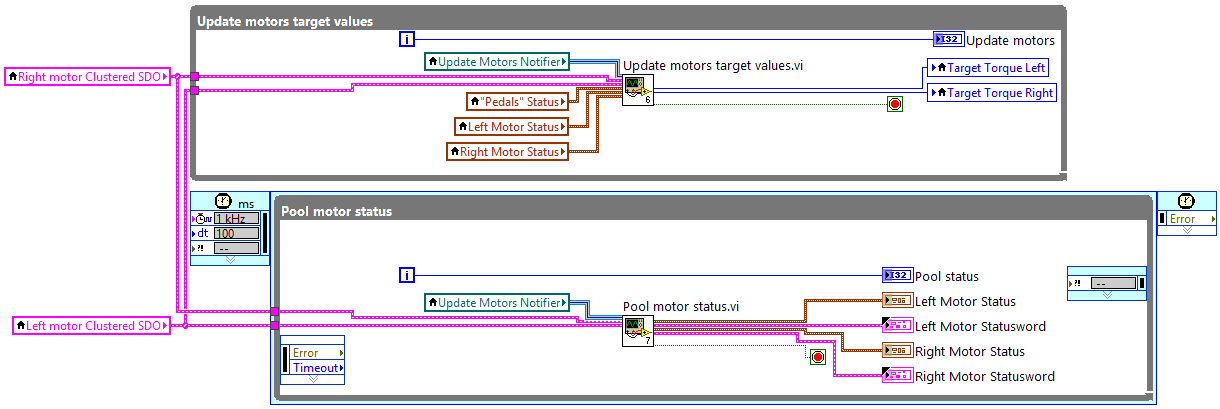 Update motors target values
i
I32
Update motors
Update Motors Notifier
Update motors target values.vi
Target Torque Left
Right motor Clustered SDO
6
Target Torque Right
"Pedals" Status
Left Motor Status
Right Motor Status
ms
1 kHz
dt
100
?!
--
Pool motor status
Error
i
I32
Pool status
?!
--
Update Motors Notifier
Pool motor status.vi
Left Motor Status
Left motor Clustered SDO
7
Left Motor Statusword
Error
Timeout
Right Motor Status
Right Motor Statusword